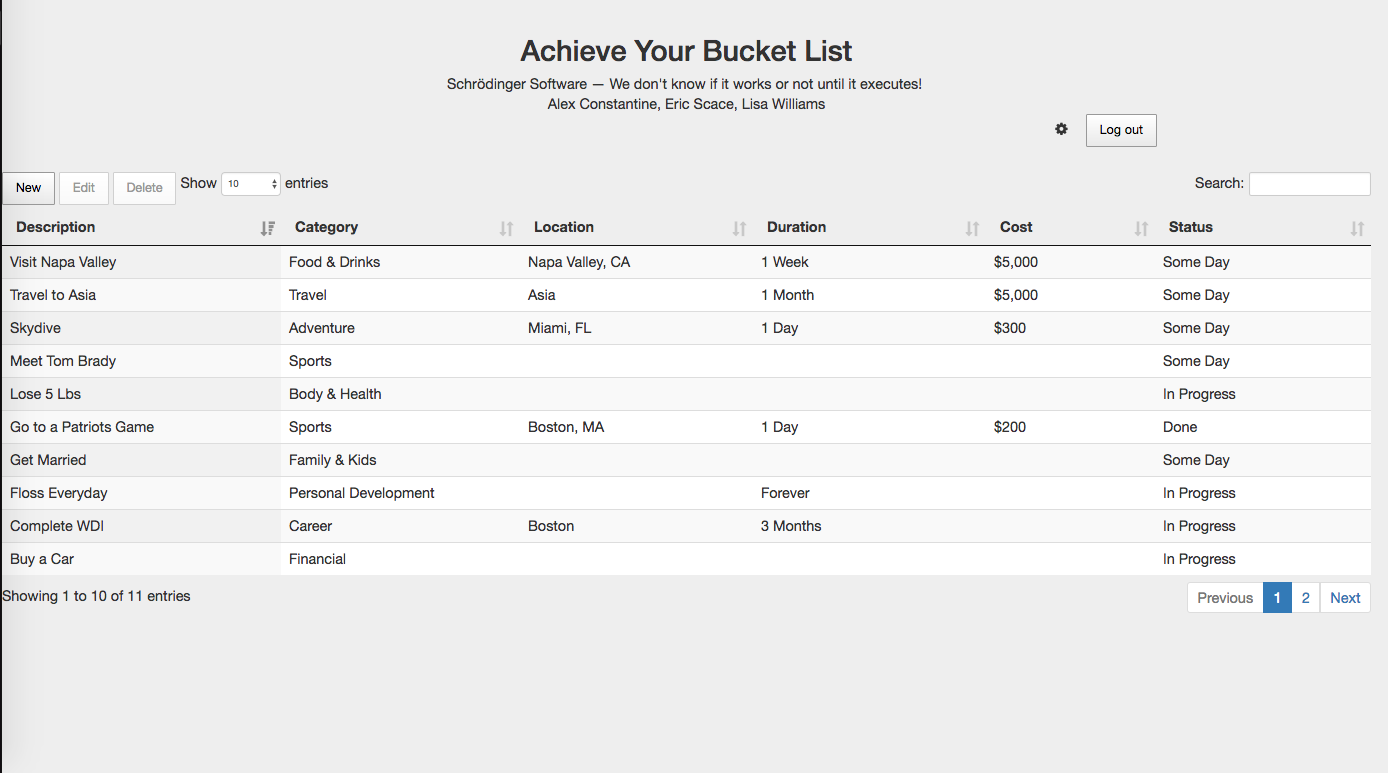 Achieve Your Bucket List
Schrödinger Software — We don't know if it works or not until it executes!
Alex Constantine, Eric Scace, Lisa Williams
Log out
New Edit Delete Show 10 entries Search:
Description Category Location Duration Cost Status
Visit Napa Valley Food & Drinks Napa Valley, CA 1 Week $5,000 Some Day
Travel to Asia Travel Asia 1 Month $5,000 Some Day
Skydive Adventure Miami, FL 1 Day $300 Some Day
Meet Tom Brady Sports Some Day
Lose 5 Lbs Body & Health In Progress
Go to a Patriots Game Sports Boston, MA 1 Day $200 Done
Get Married Family & Kids Some Day
Floss Everyday Personal Development Forever In Progress
Complete WDI Career Boston 3 Months In Progress
Buy a Car Financial In Progress
Showing 1 to 10 of 11 entries Previous 1 2 Next